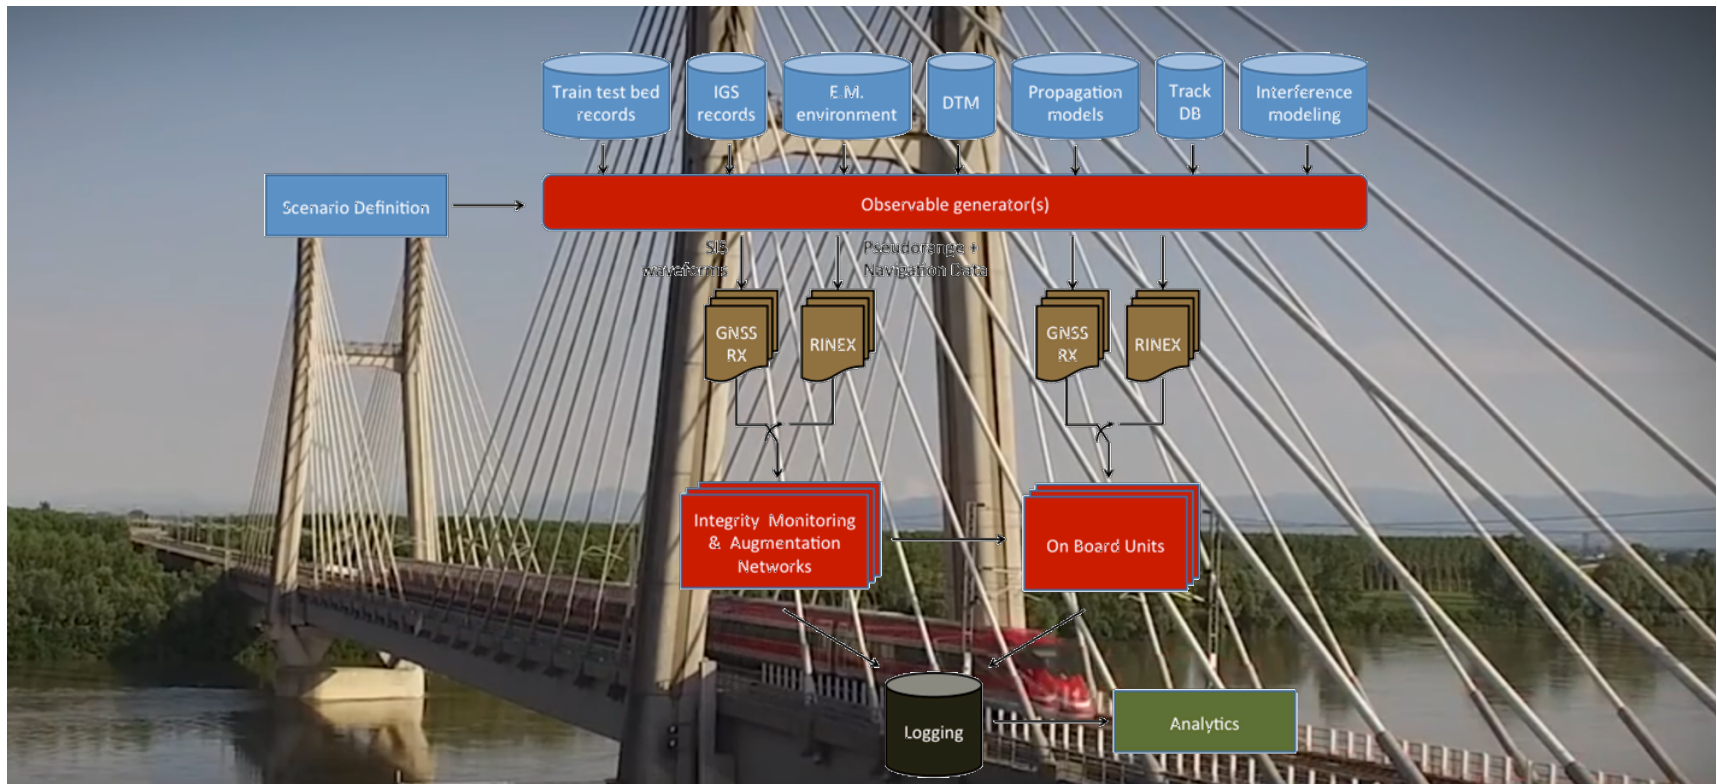 Train test bed
records
IGS
records
E.M.
environment
DTM
Propagation
models
Track
DB
Interference
modeling
Scenario Definition
Observable generator(s)
SIS
waveforms
Pseudorange +
Navigation Data
GNSS
RX
RINEX
GNSS
RX
RINEX
Integrity Monitoring
& Augmentation
Networks
On Board Units
Logging
Analytics